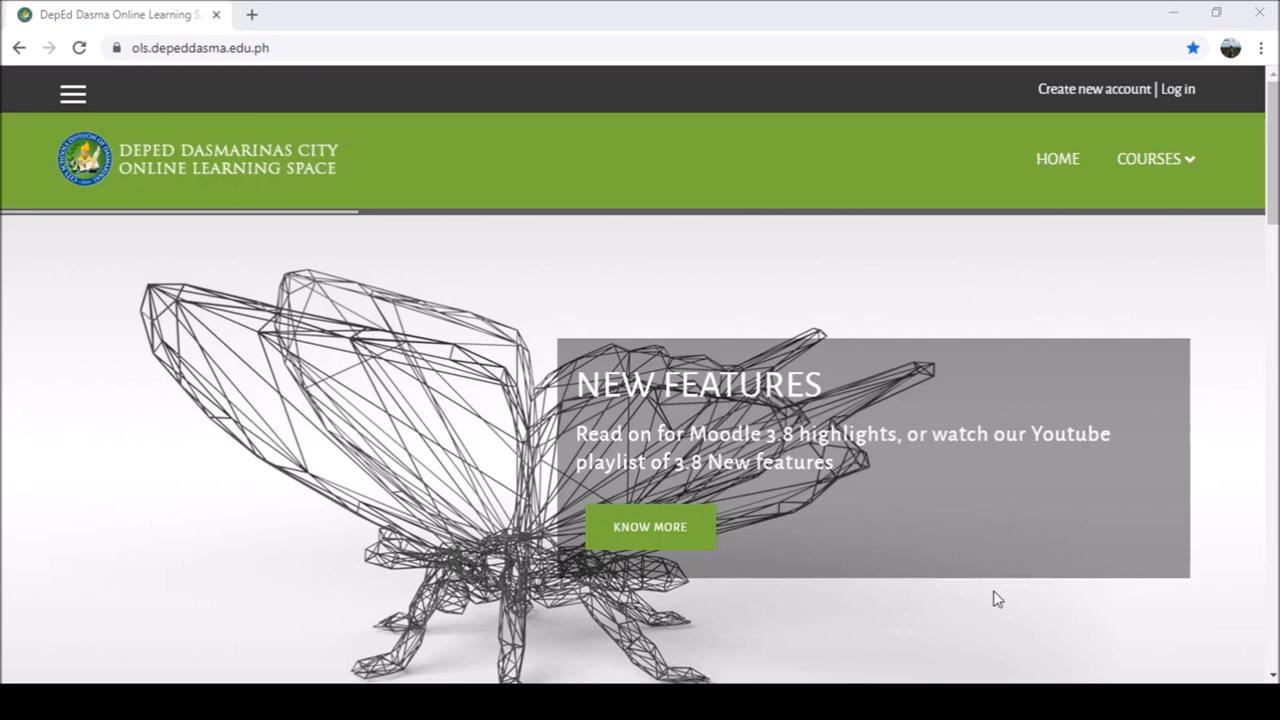 DepEd Dasma Online Learning S
ols.depeddasma.edu.ph
Create new account | Log in
DEPED DASMARINAS CITY
ONLINE LEARNING SPACE
HOME COURSES
NEW FEATURES
Read on for Moodle 3.8 highlights, or watch our Youtube
playlist of 3.8 New features
KNOW MORE